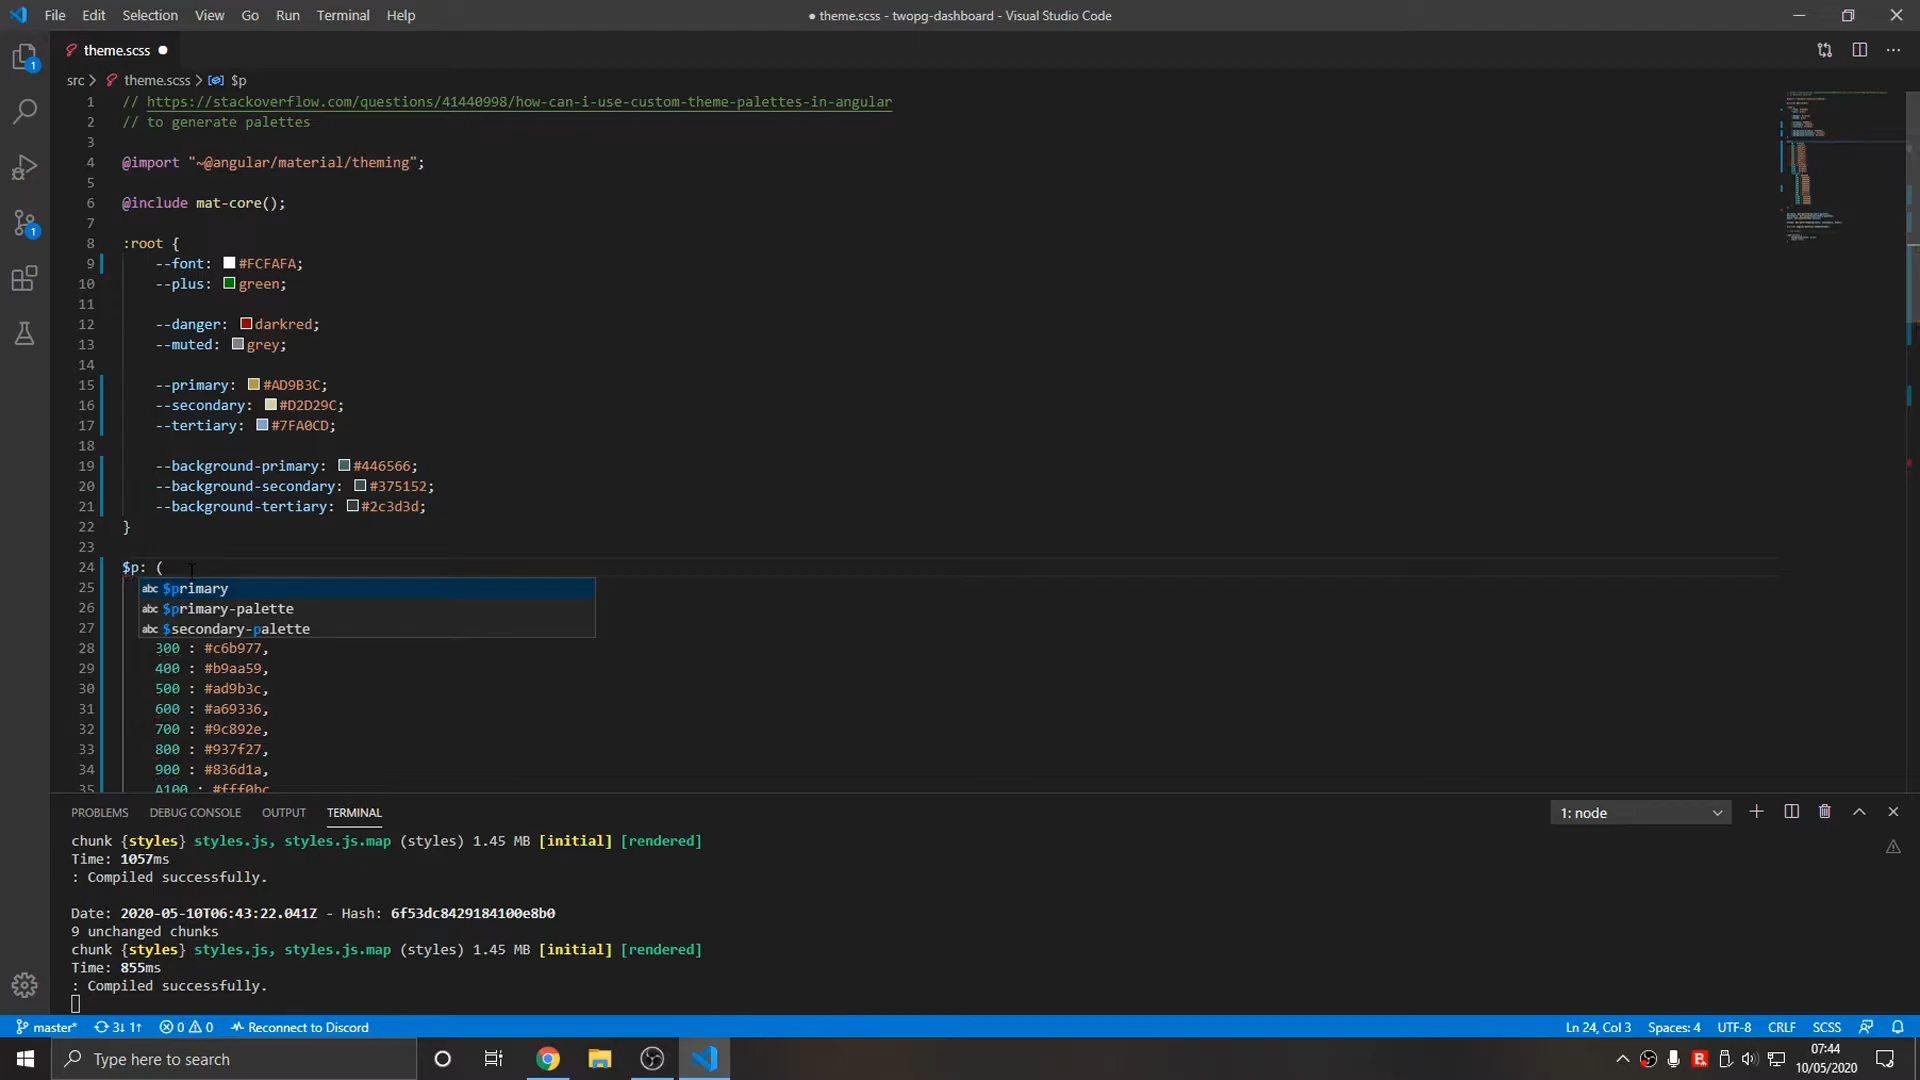 File Edit Selection View Go Run Terminal Help
● theme.scss - twopg-dashboard - Visual Studio Code
theme.scss
src > theme.scss > $p
1 // https://stackoverflow.com/questions/41440998/how-can-i-use-custom-theme-palettes-in-angular
2 // to generate palettes
3
4 @import "~@angular/material/theming";
5
6 @include mat-core();
7
8 :root {
9 --font: #FCFAFA;
10 --plus: green;
11
12 --danger: darkred;
13 --muted: grey;
14
15 --primary: #AD9B3C;
16 --secondary: #D2D29C;
17 --tertiary: #7FA0CD;
18
19 --background-primary: #446566;
20 --background-secondary: #375152;
21 --background-tertiary: #2c3d3d;
22 }
23
24 $p: (
25 abc $primary
26 abc $primary-palette
27 abc $secondary-palette
28 300 : #c6b977,
29 400 : #b9aa59,
30 500 : #ad9b3c,
31 600 : #a69336,
32 700 : #9c892e,
33 800 : #937f27,
34 900 : #836d1a,
35 A100 : #fff0bc
PROBLEMS DEBUG CONSOLE OUTPUT TERMINAL 1: node
chunk {styles} styles.js, styles.js.map (styles) 1.45 MB [initial] [rendered]
Time: 1057ms
: Compiled successfully.
Date: 2020-05-10T06:43:22.041Z - Hash: 6f53dc8429184100e8b0
9 unchanged chunks
chunk {styles} styles.js, styles.js.map (styles) 1.45 MB [initial] [rendered]
Time: 855ms
: Compiled successfully.
master* 3↓ 1↑ 0 0 Reconnect to Discord Ln 24, Col 3 Spaces: 4 UTF-8 CRLF SCSS
Type here to search
07:44
10/05/2020